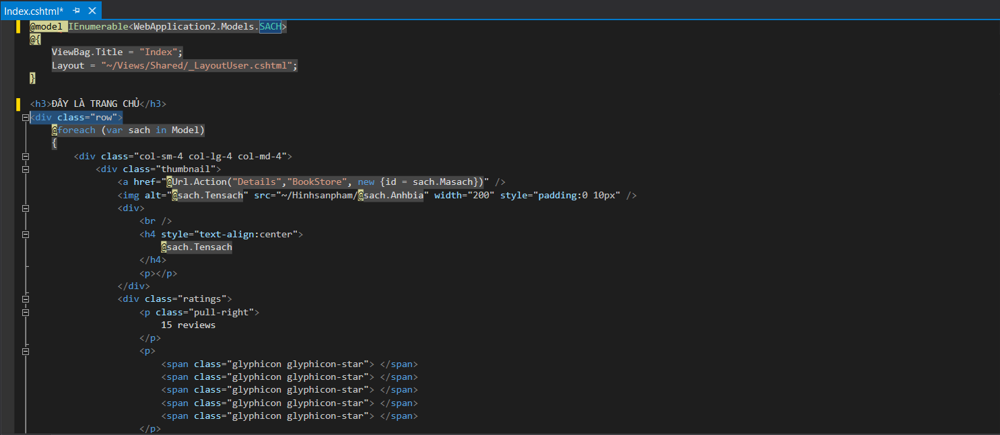 Index.cshtml*
@model IEnumerable<WebApplication2.Models.SACH>
@{
ViewBag.Title = "Index";
Layout = "~/Views/Shared/_LayoutUser.cshtml";
}
<h3>ĐÂY LÀ TRANG CHỦ</h3>
<div class="row">
@foreach (var sach in Model)
{
<div class="col-sm-4 col-lg-4 col-md-4">
<div class="thumbnail">
<a href="@Url.Action("Details","BookStore", new {id = sach.Masach})" />
<img alt="@sach.Tensach" src="~/Hinhsanpham/@sach.Anhbia" width="200" style="padding:0 10px" />
<div>
<br />
<h4 style="text-align:center">
@sach.Tensach
</h4>
<p></p>
</div>
<div class="ratings">
<p class="pull-right">
15 reviews
</p>
<p>
<span class="glyphicon glyphicon-star"> </span>
<span class="glyphicon glyphicon-star"> </span>
<span class="glyphicon glyphicon-star"> </span>
<span class="glyphicon glyphicon-star"> </span>
<span class="glyphicon glyphicon-star"> </span>
</p>